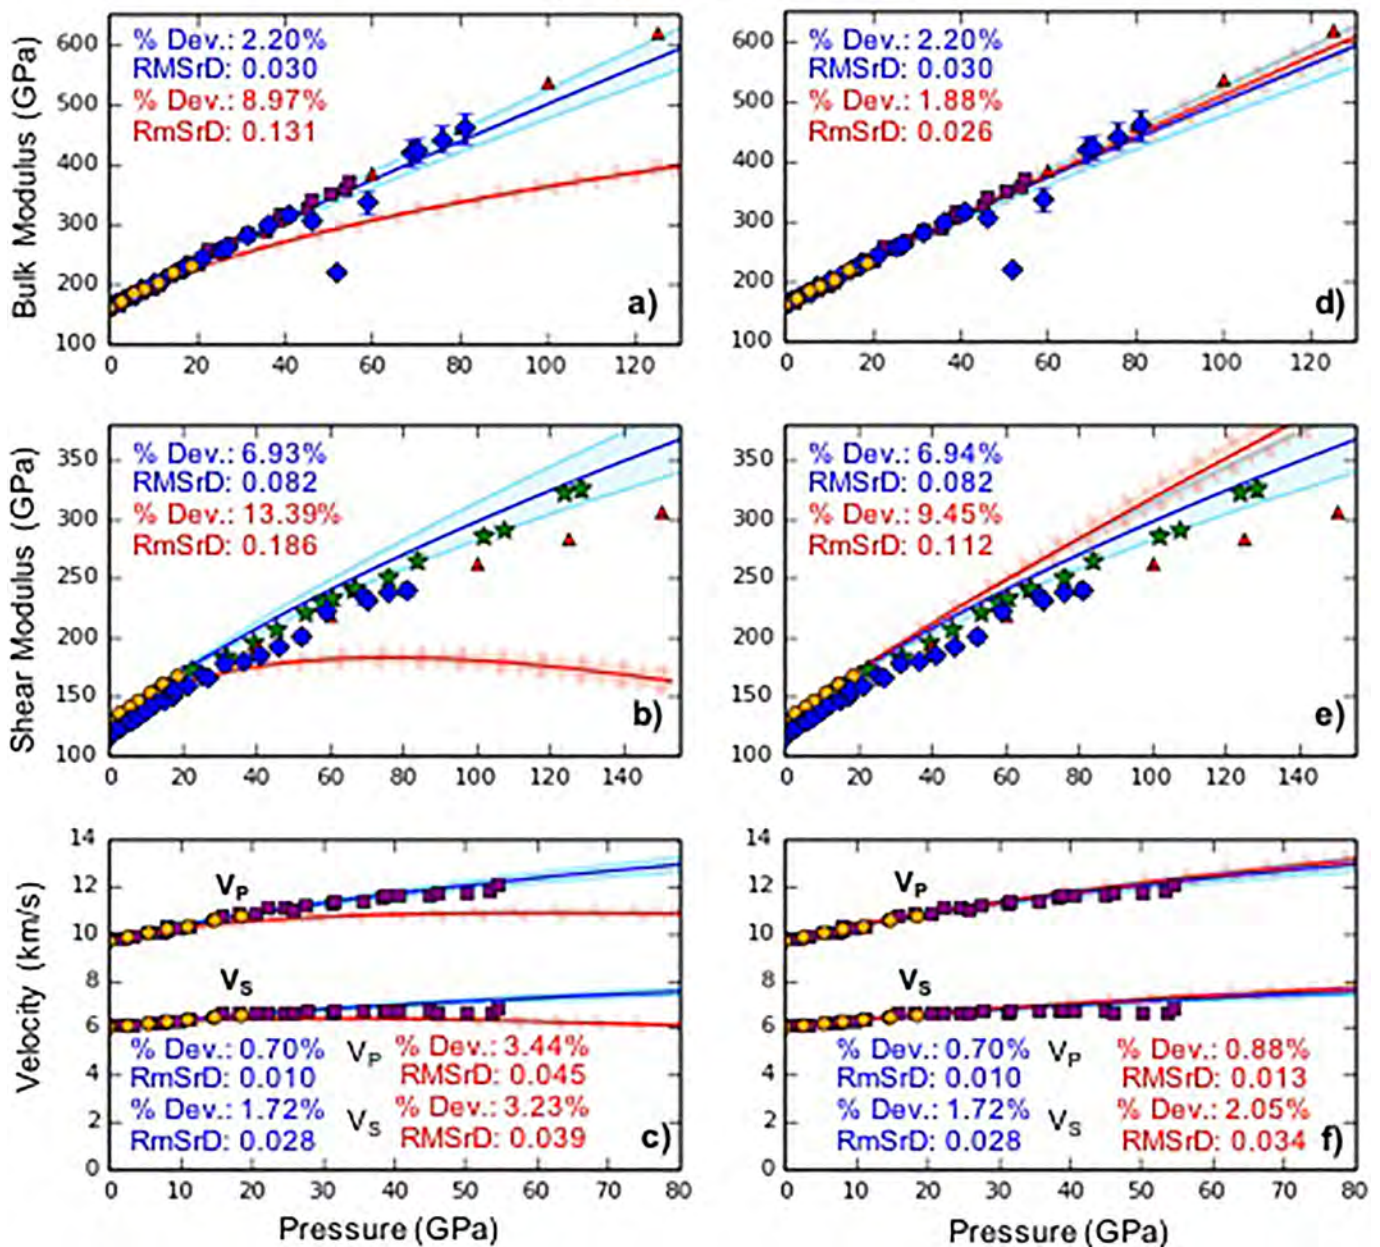 Bulk Modulus (GPa)
600
500
400
300
200
100
% Dev.: 2.20%
RMSrD: 0.030
% Dev.: 8.97%
RmSrD: 0.131
a)
0 20 40 60 80 100 120
600
500
400
300
200
100
% Dev.: 2.20%
RMSrD: 0.030
% Dev.: 1.88%
RmSrD: 0.026
d)
0 20 40 60 80 100 120
Shear Modulus (GPa)
350
300
250
200
150
100
% Dev.: 6.93%
RMSrD: 0.082
% Dev.: 13.39%
RmSrD: 0.186
b)
0 20 40 60 80 100 120 140
350
300
250
200
150
100
% Dev.: 6.94%
RMSrD: 0.082
% Dev.: 9.45%
RmSrD: 0.112
e)
0 20 40 60 80 100 120 140
Velocity (km/s)
14
12
10
8
6
4
2
0
VP
VS
% Dev.: 0.70% VP % Dev.: 3.44%
RmSrD: 0.010 RMSrD: 0.045
% Dev.: 1.72% VS % Dev.: 3.23%
RmSrD: 0.028 RMSrD: 0.039
c)
0 10 20 30 40 50 60 70 80
Pressure (GPa)
14
12
10
8
6
4
2
0
VP
VS
% Dev.: 0.70% VP % Dev.: 0.88%
RmSrD: 0.010 RMSrD: 0.013
% Dev.: 1.72% VS % Dev.: 2.05%
RmSrD: 0.028 RMSrD: 0.034
f)
0 10 20 30 40 50 60 70 80
Pressure (GPa)